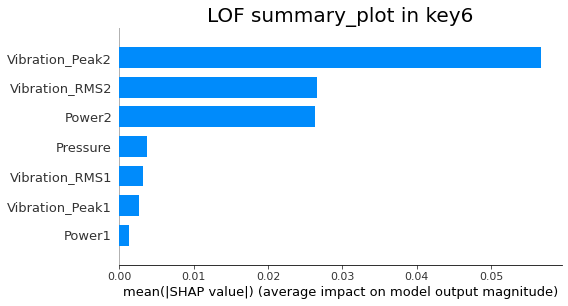 LOF summary_plot in key6
Vibration_Peak2
Vibration_RMS2
Power2
Pressure
Vibration_RMS1
Vibration_Peak1
Power1
0.00 0.01 0.02 0.03 0.04 0.05
mean(|SHAP value|) (average impact on model output magnitude)